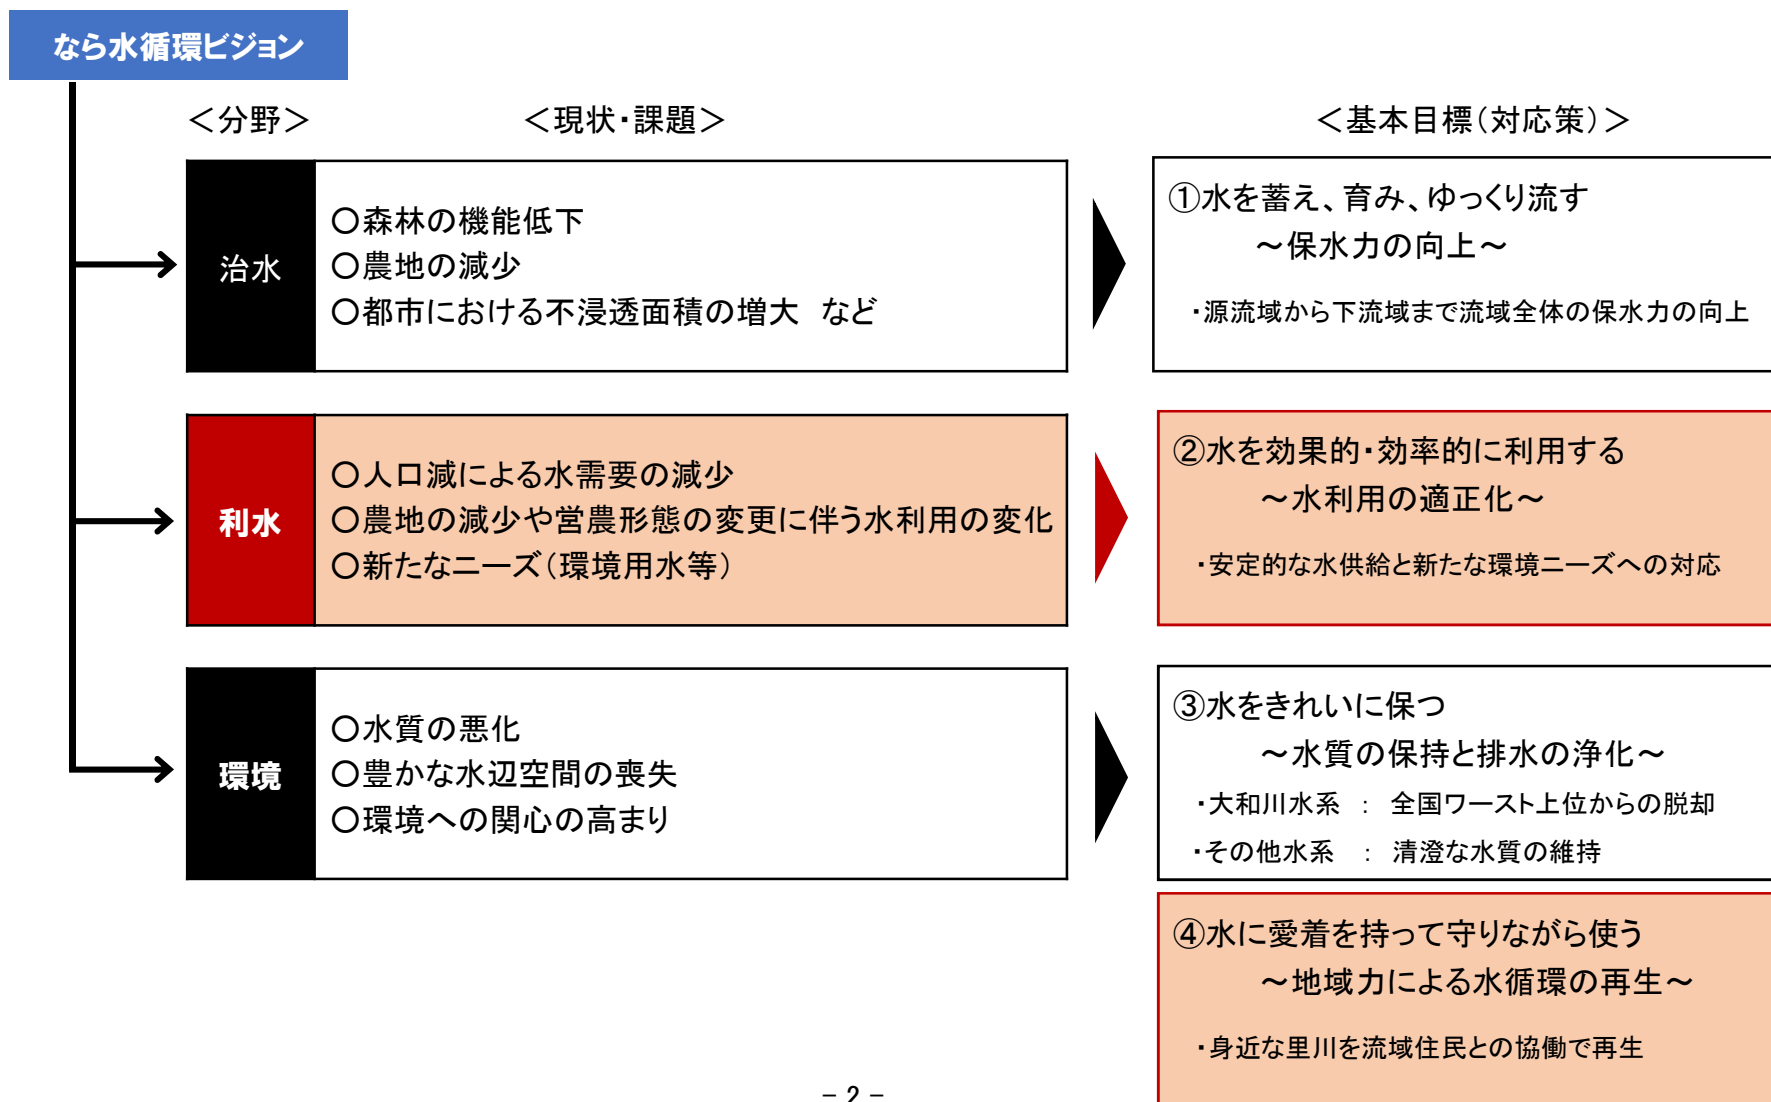 なら水循環ビジョン
＜分野＞
＜現状・課題＞
＜基本目標（対応策）＞
治水
○森林の機能低下
○農地の減少
○都市における不浸透面積の増大　など
①水を蓄え、育み、ゆっくり流す
～保水力の向上～
・源流域から下流域まで流域全体の保水力の向上
利水
○人口減による水需要の減少
○農地の減少や営農形態の変更に伴う水利用の変化
○新たなニーズ（環境用水等）
②水を効果的・効率的に利用する
～水利用の適正化～
・安定的な水供給と新たな環境ニーズへの対応
環境
○水質の悪化
○豊かな水辺空間の喪失
○環境への関心の高まり
③水をきれいに保つ
～水質の保持と排水の浄化～
・大和川水系　：　全国ワースト上位からの脱却
・その他水系　：　清澄な水質の維持
④水に愛着を持って守りながら使う
～地域力による水循環の再生～
・身近な里川を流域住民との協働で再生
－ 2 －